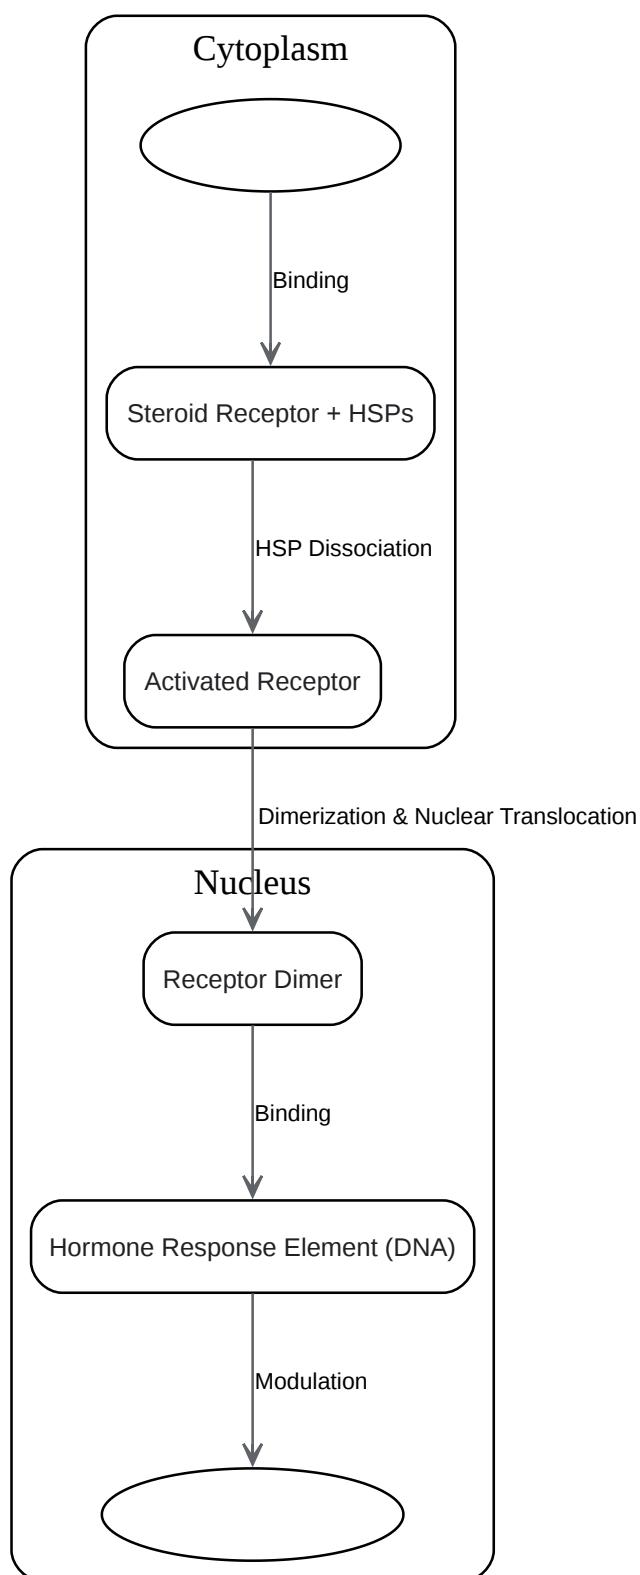 Cytoplasm
Binding
Steroid Receptor + HSPs
HSP Dissociation
Activated Receptor
Dimerization & Nuclear Translocation
Nucleus
Receptor Dimer
Binding
Hormone Response Element (DNA)
Modulation